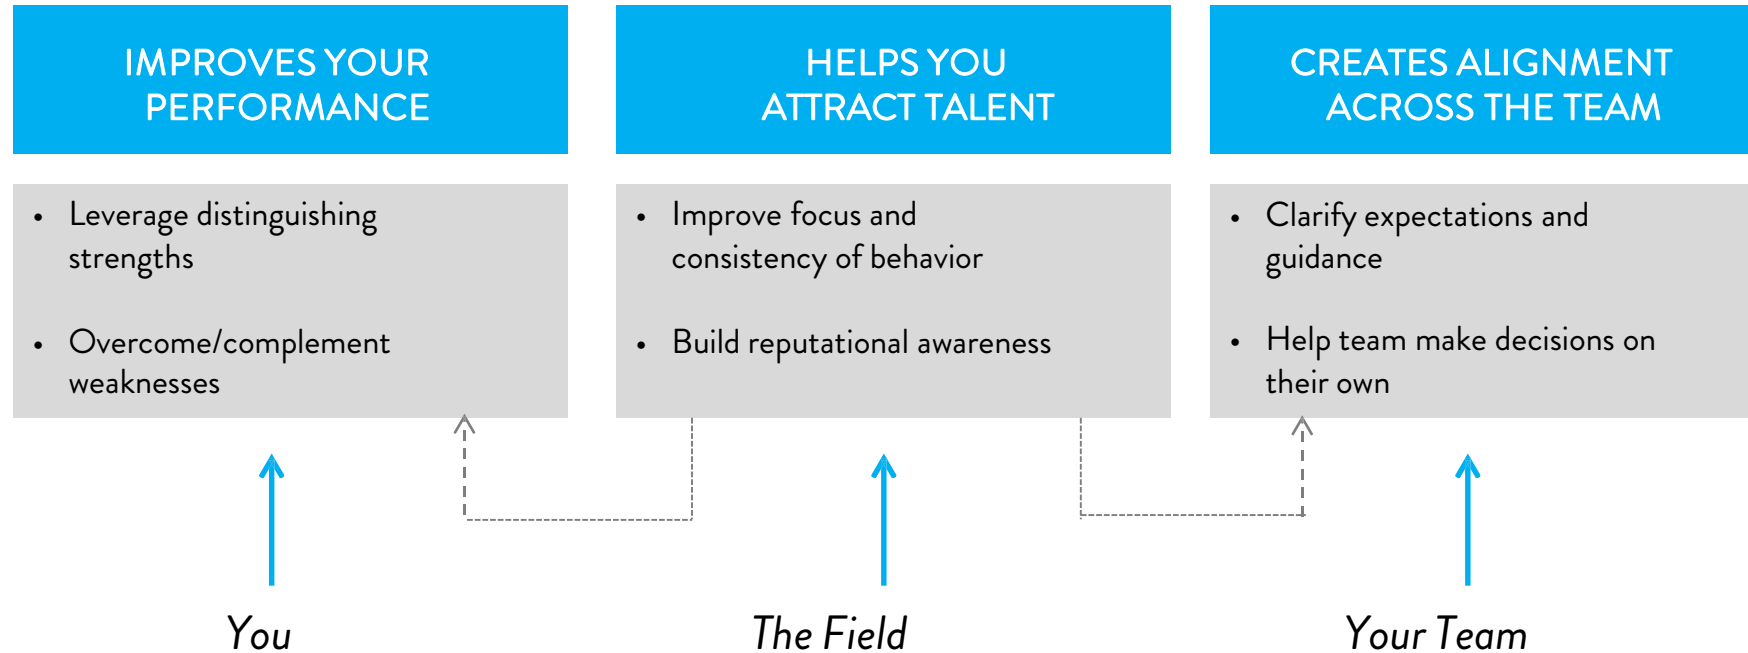 IMPROVES YOUR
PERFORMANCE
• Leverage distinguishing
strengths
• Overcome/complement
weaknesses
You
HELPS YOU
ATTRACT TALENT
• Improve focus and
consistency of behavior
• Build reputational awareness
The Field
CREATES ALIGNMENT
ACROSS THE TEAM
• Clarify expectations and
guidance
• Help team make decisions on
their own
Your Team